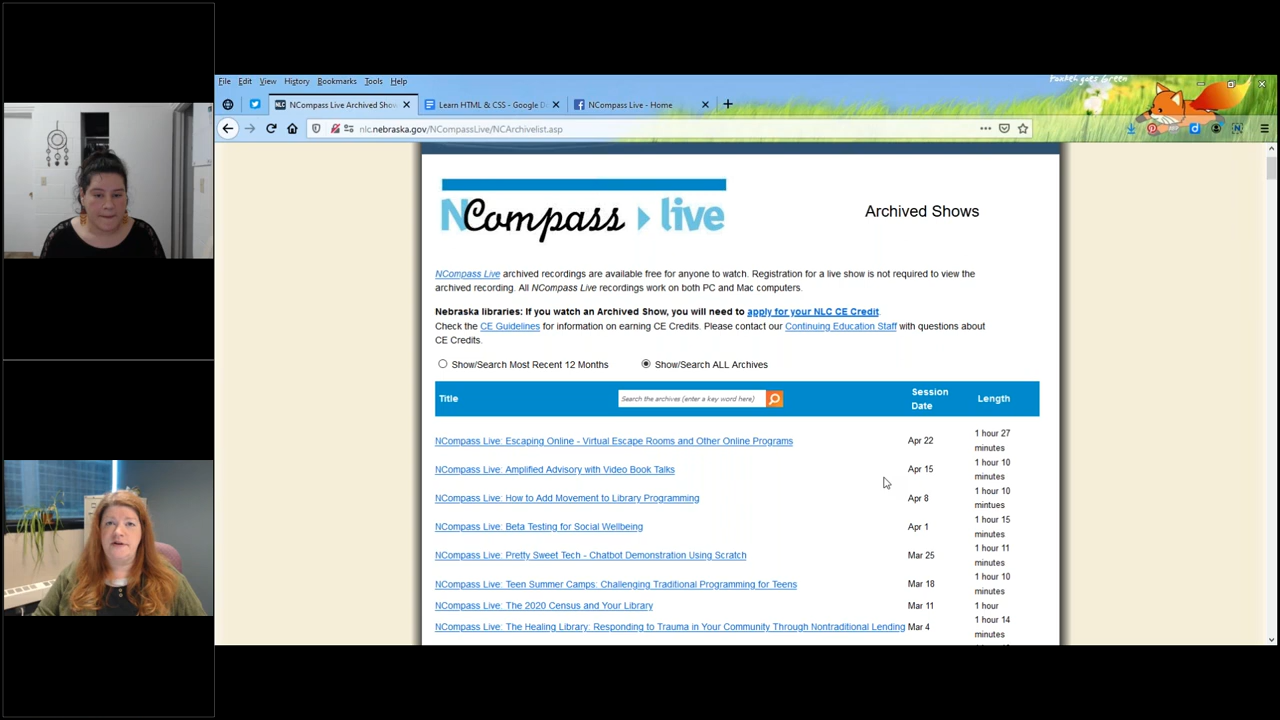 Foxkeh goes Green
File Edit View History Bookmarks Tools Help
NLC NCompass Live Archived Show
Learn HTML & CSS - Google D
NCompass Live - Home
nlc.nebraska.gov/NCompassLive/NCArchivelist.asp
NCompass live
Archived Shows
NCompass Live archived recordings are available free for anyone to watch. Registration for a live show is not required to view the
archived recording. All NCompass Live recordings work on both PC and Mac computers.
Nebraska libraries: If you watch an Archived Show, you will need to apply for your NLC CE Credit.
Check the CE Guidelines for information on earning CE Credits. Please contact our Continuing Education Staff with questions about
CE Credits.
Show/Search Most Recent 12 Months Show/Search ALL Archives
Title Search the archives (enter a key word here) Session
Date Length
NCompass Live: Escaping Online - Virtual Escape Rooms and Other Online Programs Apr 22 1 hour 27
minutes
NCompass Live: Amplified Advisory with Video Book Talks Apr 15 1 hour 10
minutes
NCompass Live: How to Add Movement to Library Programming Apr 8 1 hour 10
mintues
NCompass Live: Beta Testing for Social Wellbeing Apr 1 1 hour 15
minutes
NCompass Live: Pretty Sweet Tech - Chatbot Demonstration Using Scratch Mar 25 1 hour 11
minutes
NCompass Live: Teen Summer Camps: Challenging Traditional Programming for Teens Mar 18 1 hour 10
minutes
NCompass Live: The 2020 Census and Your Library Mar 11 1 hour
NCompass Live: The Healing Library: Responding to Trauma in Your Community Through Nontraditional Lending Mar 4 1 hour 14
minutes